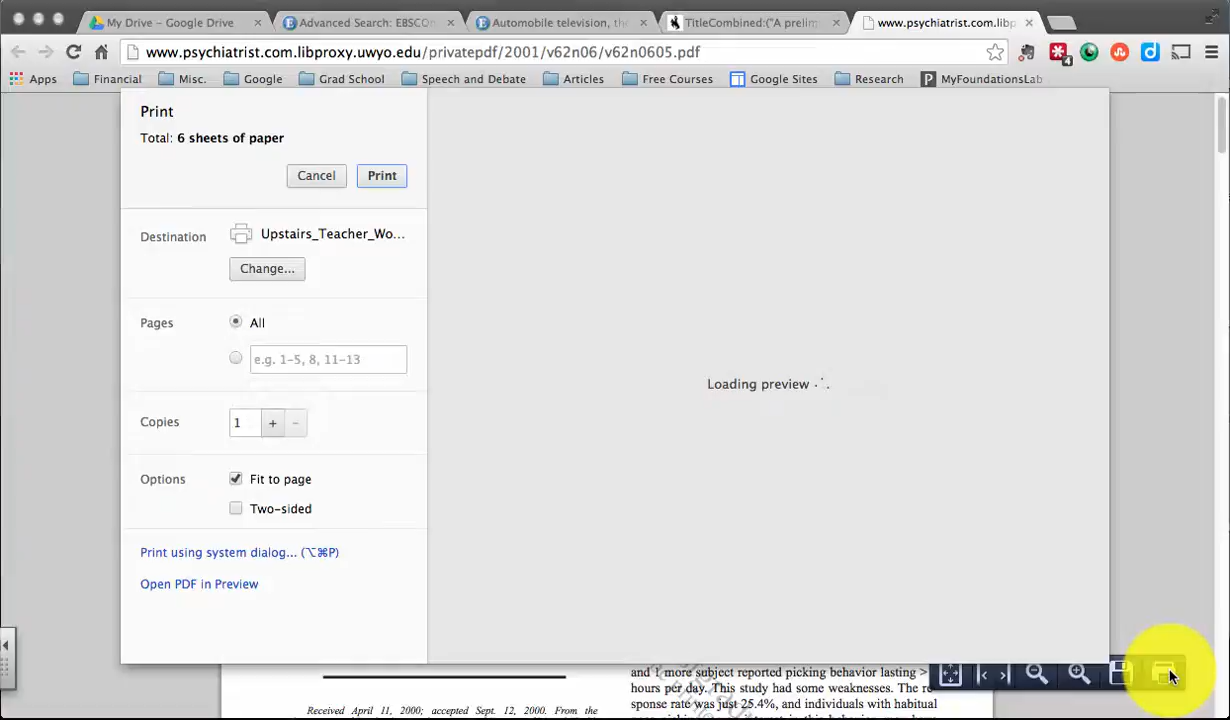 My Drive – Google Drive
Advanced Search: EBSCO
Automobile television, th
TitleCombined:("A prelim
www.psychiatrist.com.libp
www.psychiatrist.com.libproxy.uwyo.edu/privatepdf/2001/v62n06/v62n0605.pdf
4
Apps Financial Misc. Google Grad School Speech and Debate Articles Free Courses Google Sites Research MyFoundationsLab
Print
Total: 6 sheets of paper
Cancel Print
Destination Upstairs_Teacher_Wo...
Change...
Pages All
e.g. 1–5, 8, 11–13
Loading preview
Copies 1 + –
Options Fit to page
Two-sided
Print using system dialog... (⌥⌘P)
Open PDF in Preview
and 1 more subject reported picking behavior lasting >
hours per day. This study had some weaknesses. The re-
sponse rate was just 25.4%, and individuals with habitual
Received April 11, 2000; accepted Sept. 12, 2000. From the